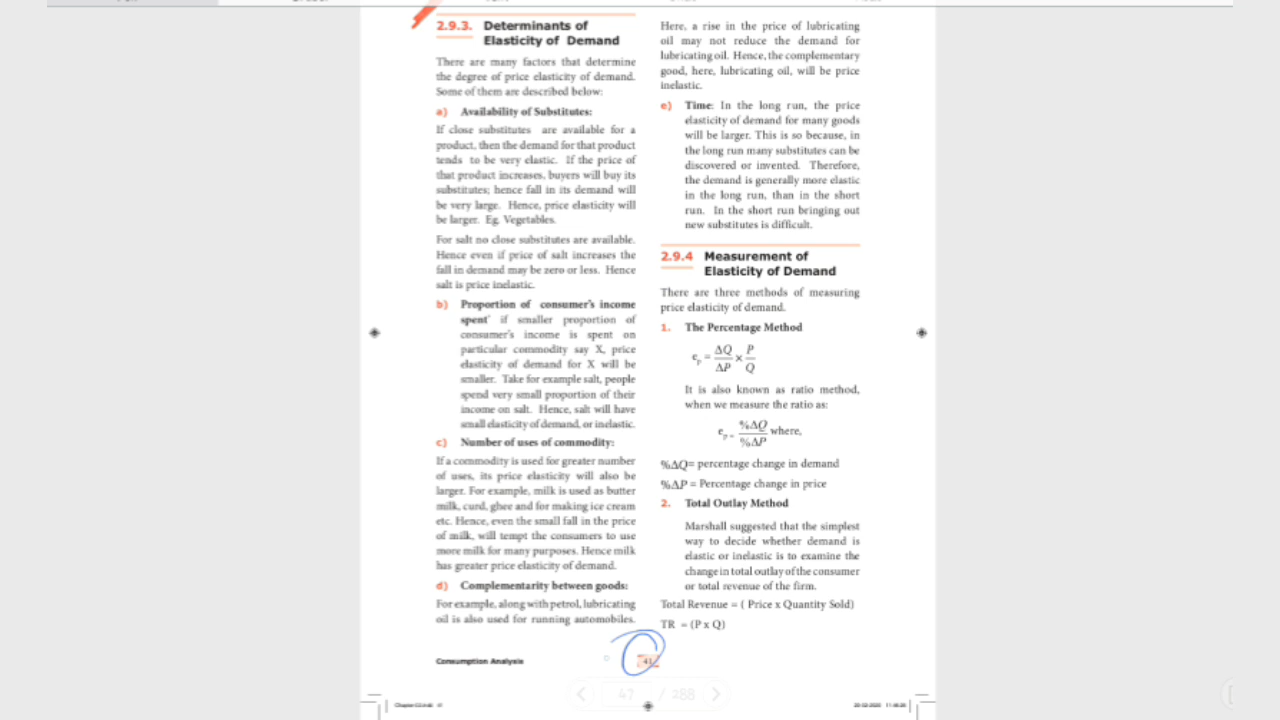 2.9.3. Determinants of
Elasticity of Demand
There are many factors that determine
the degree of price elasticity of demand.
Some of them are described below:
a) Availability of Substitutes:
If close substitutes are available for a
product, then the demand for that product
tends to be very elastic. If the price of
that product increases, buyers will buy its
substitutes; hence fall in its demand will
be very large. Hence, price elasticity will
be larger. Eg. Vegetables.
For salt no close substitutes are available.
Hence even if price of salt increases the
fall in demand may be zero or less. Hence
salt is price inelastic.
b) Proportion of consumer's income
spent' if smaller proportion of
consumer's income is spent on
particular commodity say X, price
elasticity of demand for X will be
smaller. Take for example salt, people
spend very small proportion of their
income on salt. Hence, salt will have
small elasticity of demand, or inelastic.
c) Number of uses of commodity:
If a commodity is used for greater number
of uses, its price elasticity will also be
larger. For example, milk is used as butter
milk, curd, ghee and for making ice cream
etc. Hence, even the small fall in the price
of milk, will tempt the consumers to use
more milk for many purposes. Hence milk
has greater price elasticity of demand.
d) Complementarity between goods:
For example, along with petrol, lubricating
oil is also used for running automobiles.
Here, a rise in the price of lubricating
oil may not reduce the demand for
lubricating oil. Hence, the complementary
good, here, lubricating oil, will be price
inelastic.
e) Time: In the long run, the price
elasticity of demand for many goods
will be larger. This is so because, in
the long run many substitutes can be
discovered or invented. Therefore,
the demand is generally more elastic
in the long run, than in the short
run. In the short run bringing out
new substitutes is difficult.
2.9.4 Measurement of
Elasticity of Demand
There are three methods of measuring
price elasticity of demand.
1. The Percentage Method
eₚ = ΔQ/ΔP × P/Q
It is also known as ratio method,
when we measure the ratio as:
eₚ = %ΔQ/%ΔP where,
%ΔQ= percentage change in demand
%ΔP = Percentage change in price
2. Total Outlay Method
Marshall suggested that the simplest
way to decide whether demand is
elastic or inelastic is to examine the
change in total outlay of the consumer
or total revenue of the firm.
Total Revenue = ( Price x Quantity Sold)
TR = (P x Q)
Consumption Analysis
41
47 / 288